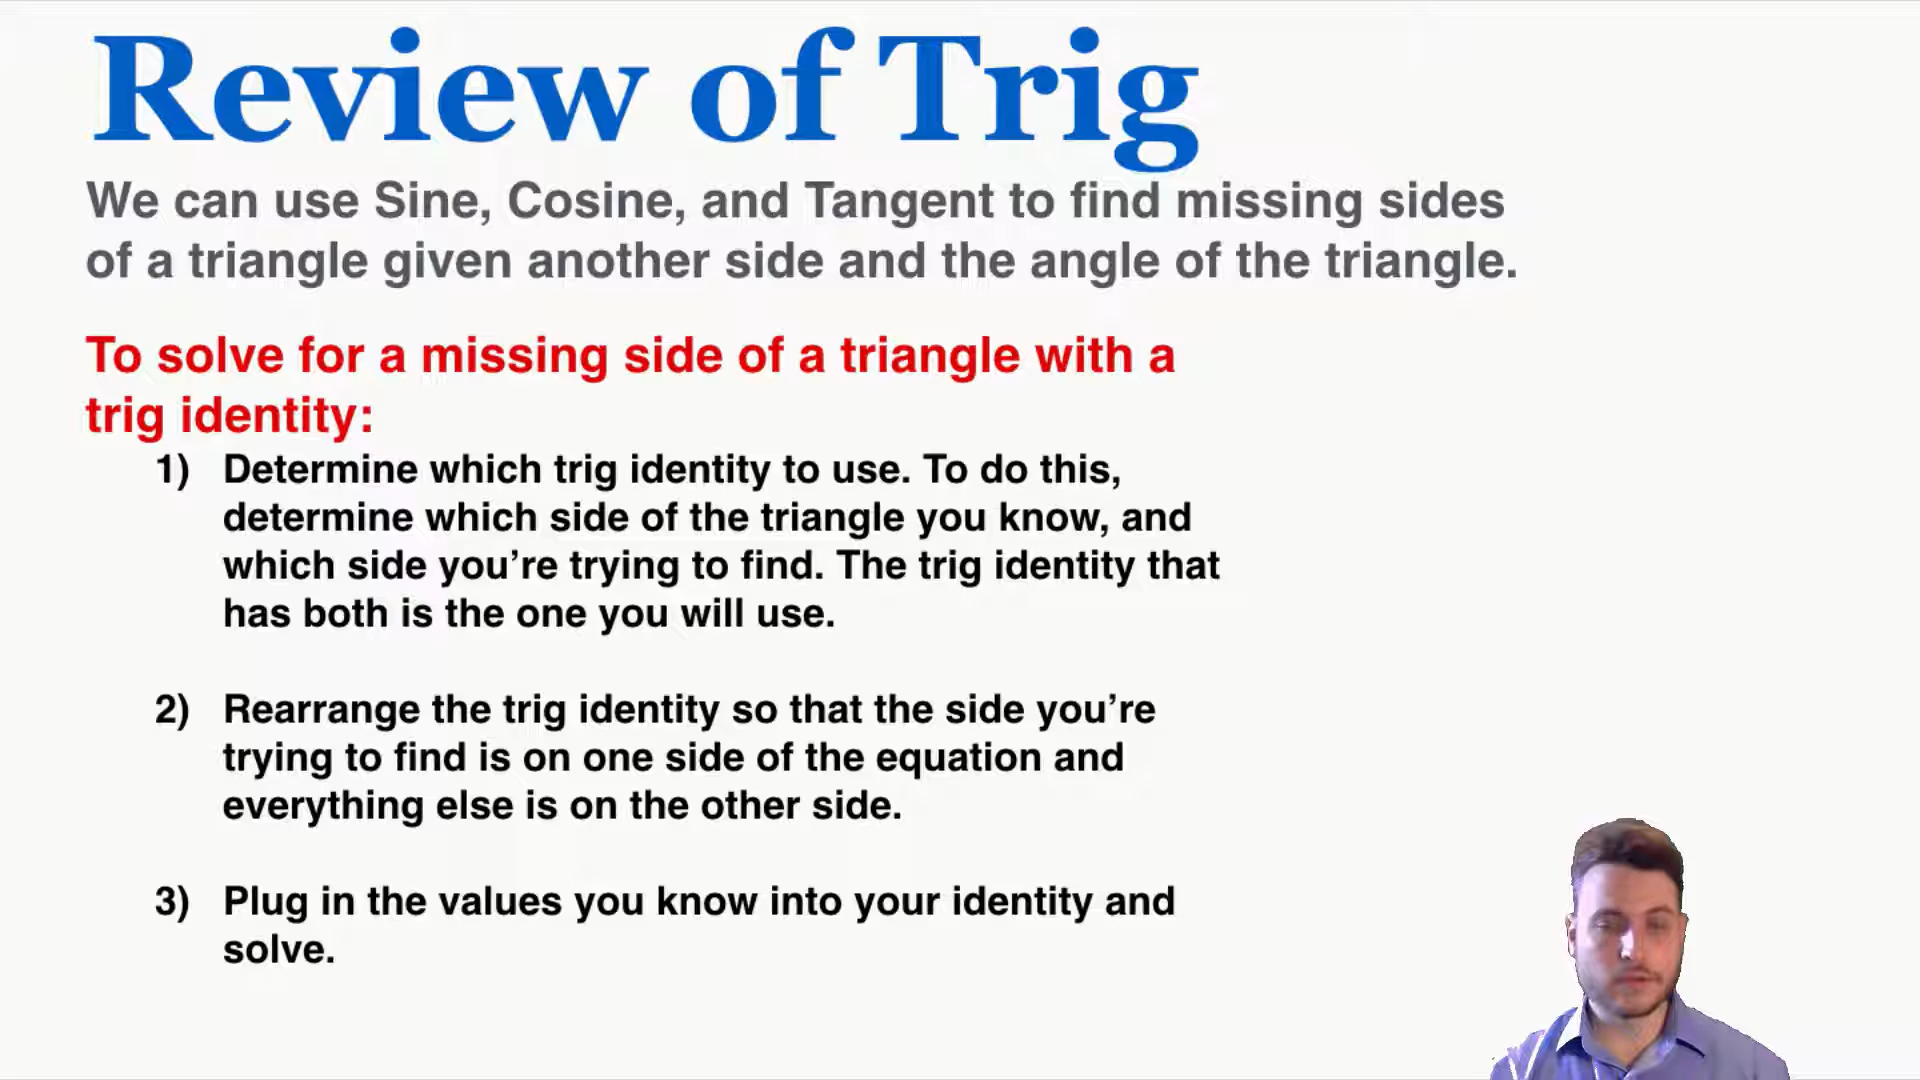 Review of Trig
We can use Sine, Cosine, and Tangent to find missing sides
of a triangle given another side and the angle of the triangle.
To solve for a missing side of a triangle with a
trig identity:
1) Determine which trig identity to use. To do this,
determine which side of the triangle you know, and
which side you’re trying to find. The trig identity that
has both is the one you will use.
2) Rearrange the trig identity so that the side you’re
trying to find is on one side of the equation and
everything else is on the other side.
3) Plug in the values you know into your identity and
solve.